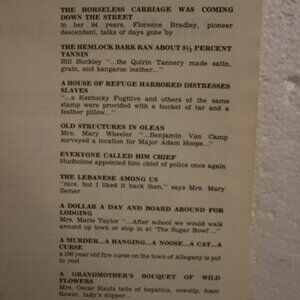 THE HORSELESS CARRIAGE WAS COMING
DOWN THE STREET
in her 94 years, Florence Bradley, pioneer
descendent, talks of days gone by
THE HEMLOCK BARK RAN ABOUT 8½ PERCENT
TANNIN
Bill Buckley "...the Quirin Tannery made satin,
grain, and kangaroo leather..."
A HOUSE OF REFUGE HARBORED DISTRESSES
SLAVES
"...a Kentucky Fugitive and others of the same
stamp were provided with a bucket of tar and a
feather pillow..."
OLD STRUCTURES IN OLEAN
Mrs. Mary Wheeler "...Benjamin Van Camp
surveyed a location for Major Adam Hoops..."
EVERYONE CALLED HIM CHIEF
Studholms appointed him chief of police once again
THE LEBANESE AMONG US
"nice, but I liked it back then," says Mrs. Mary
Zemer
A DOLLAR A DAY AND BOARD AROUND FOR
LODGING
Mrs. Marie Taylor "...After school we would walk
around up town or stop in at 'The Sugar Bowl'..."
A MURDER...A HANGING...A NOOSE...A CAT...A
CURSE
a 100 year old fire curse on the town of Allegany is put
to rest
A GRANDMOTHER'S BOUQUET OF WILD
FLOWERS
Mrs. Oscar Kautz tells of hepatica, cowslip, foam
flower, lady's slipper...